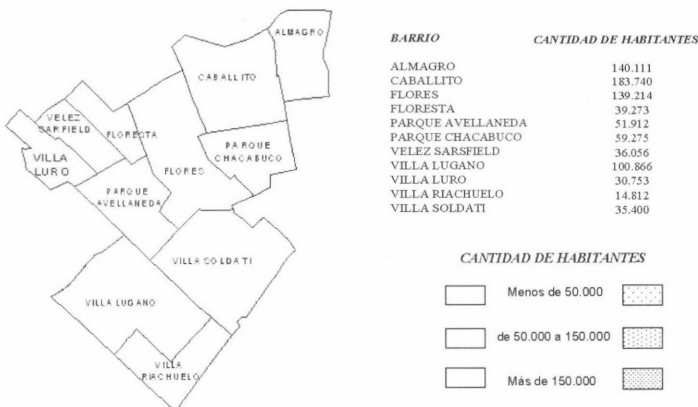 ALMAGRO
CABALLITO
VELEZ
SARFIELD
FLORESTA
PARQUE
CHACABUCO
VILLA
LURO
FLORES
PARQUE
AVELLANEDA
VILLA SOLDATI
VILLA LUGANO
VILLA
RIACHUELO
BARRIO CANTIDAD DE HABITANTES
ALMAGRO 140.111
CABALLITO 183.740
FLORES 139.214
FLORESTA 39.273
PARQUE AVELLANEDA 51.912
PARQUE CHACABUCO 59.275
VELEZ SARSFIELD 36.056
VILLA LUGANO 100.866
VILLA LURO 30.753
VILLA RIACHUELO 14.812
VILLA SOLDATI 35.400
CANTIDAD DE HABITANTES
Menos de 50.000
de 50.000 a 150.000
Más de 150.000